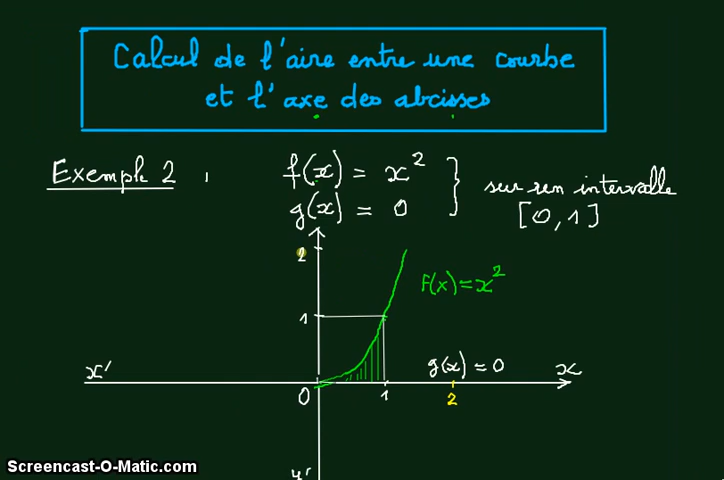 Calcul de l'aire entre une courbe
et l'axe des abcisses
Exemple 2 :
f(x) = x²
g(x) = 0
sur un intervalle
[0,1]
2
F(x) = x²
1
x'
g(x) = 0
x
0
1
2
y'
Screencast-O-Matic.com